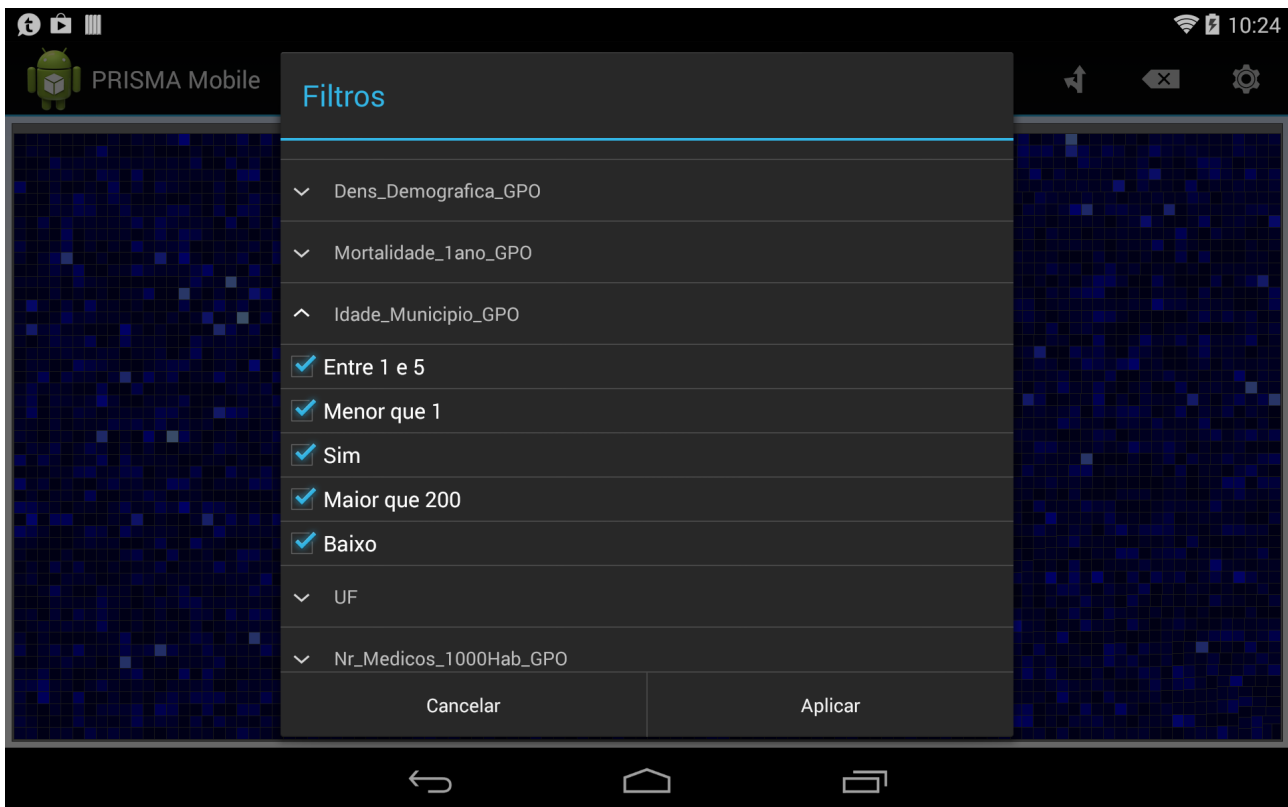 10:24
PRISMA Mobile
Filtros
Dens_Demografica_GPO
Mortalidade_1ano_GPO
Idade_Municipio_GPO
Entre 1 e 5
Menor que 1
Sim
Maior que 200
Baixo
UF
Nr_Medicos_1000Hab_GPO
Cancelar
Aplicar